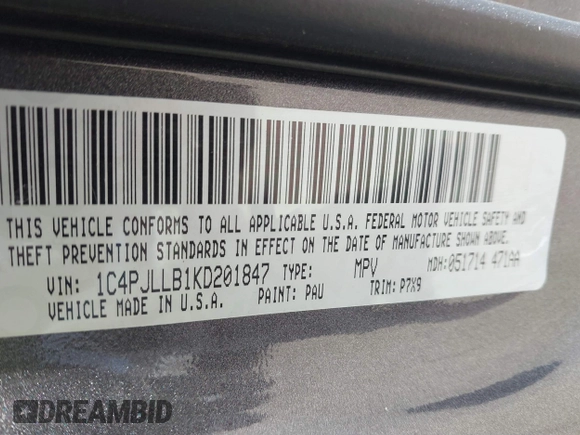 THIS VEHICLE CONFORMS TO ALL APPLICABLE U.S.A. FEDERAL MOTOR VEHICLE SAFETY AND
THEFT PREVENTION STANDARDS IN EFFECT ON THE DATE OF MANUFACTURE SHOWN ABOVE.
VIN: 1C4PJLLB1KD201847 TYPE: MPV MDH:051714 471AA
VEHICLE MADE IN U.S.A. PAINT: PAU TRIM: P7X9
DREAMBID